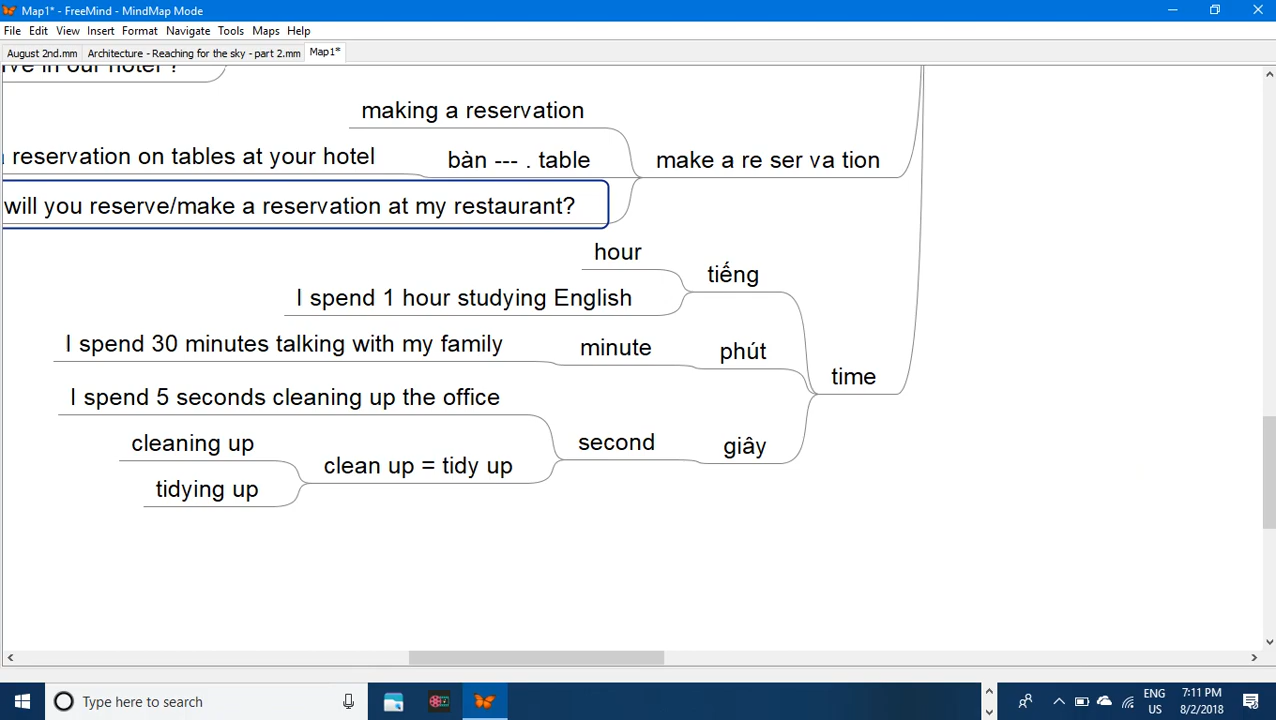 Map1* - FreeMind - MindMap Mode
File Edit View Insert Format Navigate Tools Maps Help
August 2nd.mm Architecture - Reaching for the sky - part 2.mm Map1*
in our hotel ?
making a reservation
reservation on tables at your hotel
bàn --- . table
make a re ser va tion
will you reserve/make a reservation at my restaurant?
hour
tiếng
I spend 1 hour studying English
I spend 30 minutes talking with my family
minute
phút
time
I spend 5 seconds cleaning up the office
cleaning up
second
giây
clean up = tidy up
tidying up
Type here to search
ENG
US
7:11 PM
8/2/2018